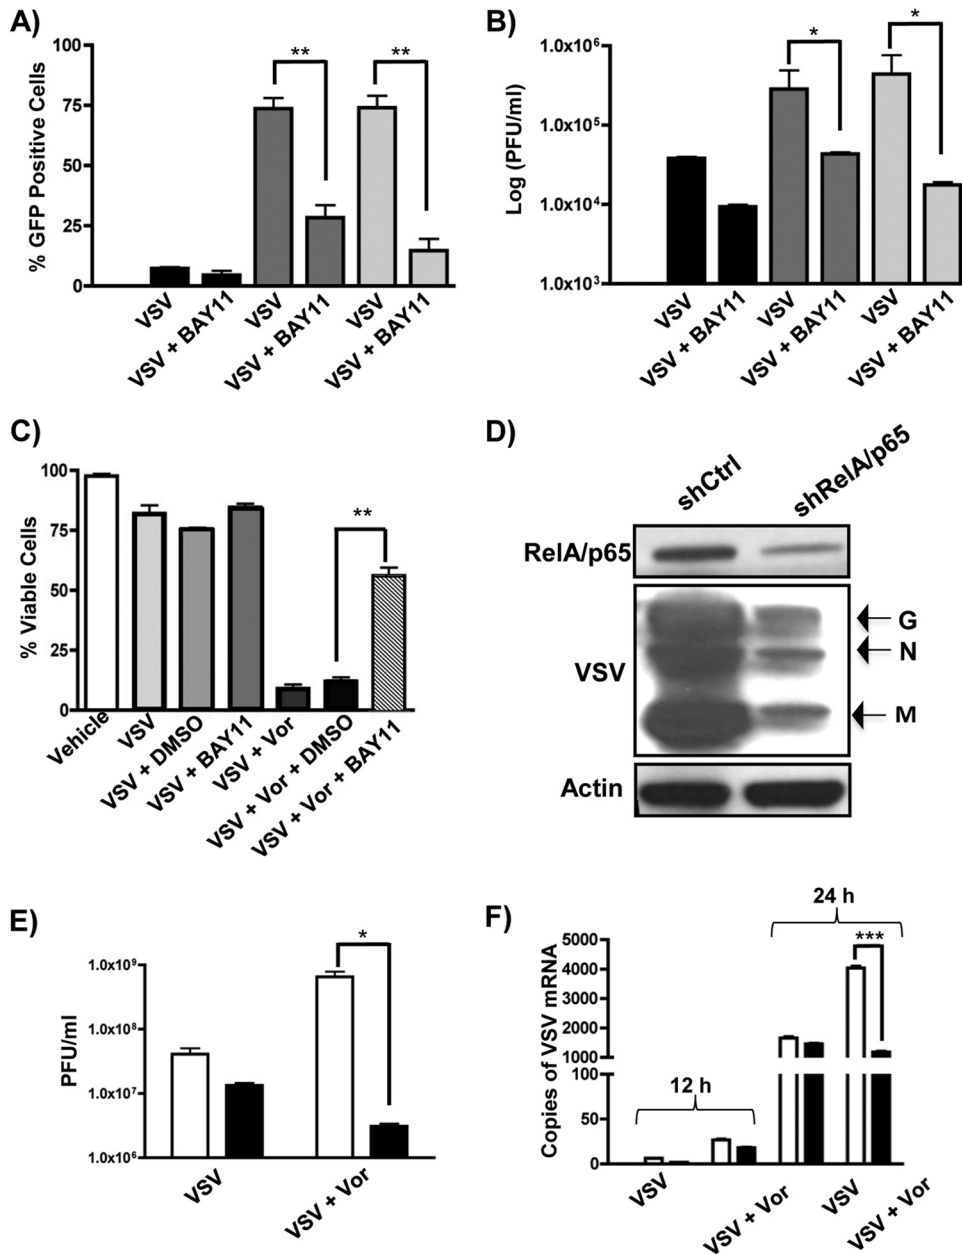 A)
% GFP Positive Cells
100
75
50
25
0
**
**
VSV
VSV + BAY11
VSV
VSV + BAY11
VSV
VSV + BAY11
B)
Log (PFU/ml)
1.0x10⁶
1.0x10⁵
1.0x10⁴
1.0x10³
*
*
VSV
VSV + BAY11
VSV
VSV + BAY11
VSV
VSV + BAY11
C)
% Viable Cells
100
75
50
25
0
**
Vehicle
VSV
VSV + DMSO
VSV + BAY11
VSV + Vor
VSV + Vor + DMSO
VSV + Vor + BAY11
D)
shCtrl
shRelA/p65
RelA/p65
VSV
G
N
M
Actin
E)
PFU/ml
1.0x10⁹
1.0x10⁸
1.0x10⁷
1.0x10⁶
*
VSV
VSV + Vor
F)
Copies of VSV mRNA
24 h
5000
4000
3000
2000
1000
100
50
0
***
12 h
VSV
VSV + Vor
VSV
VSV + Vor